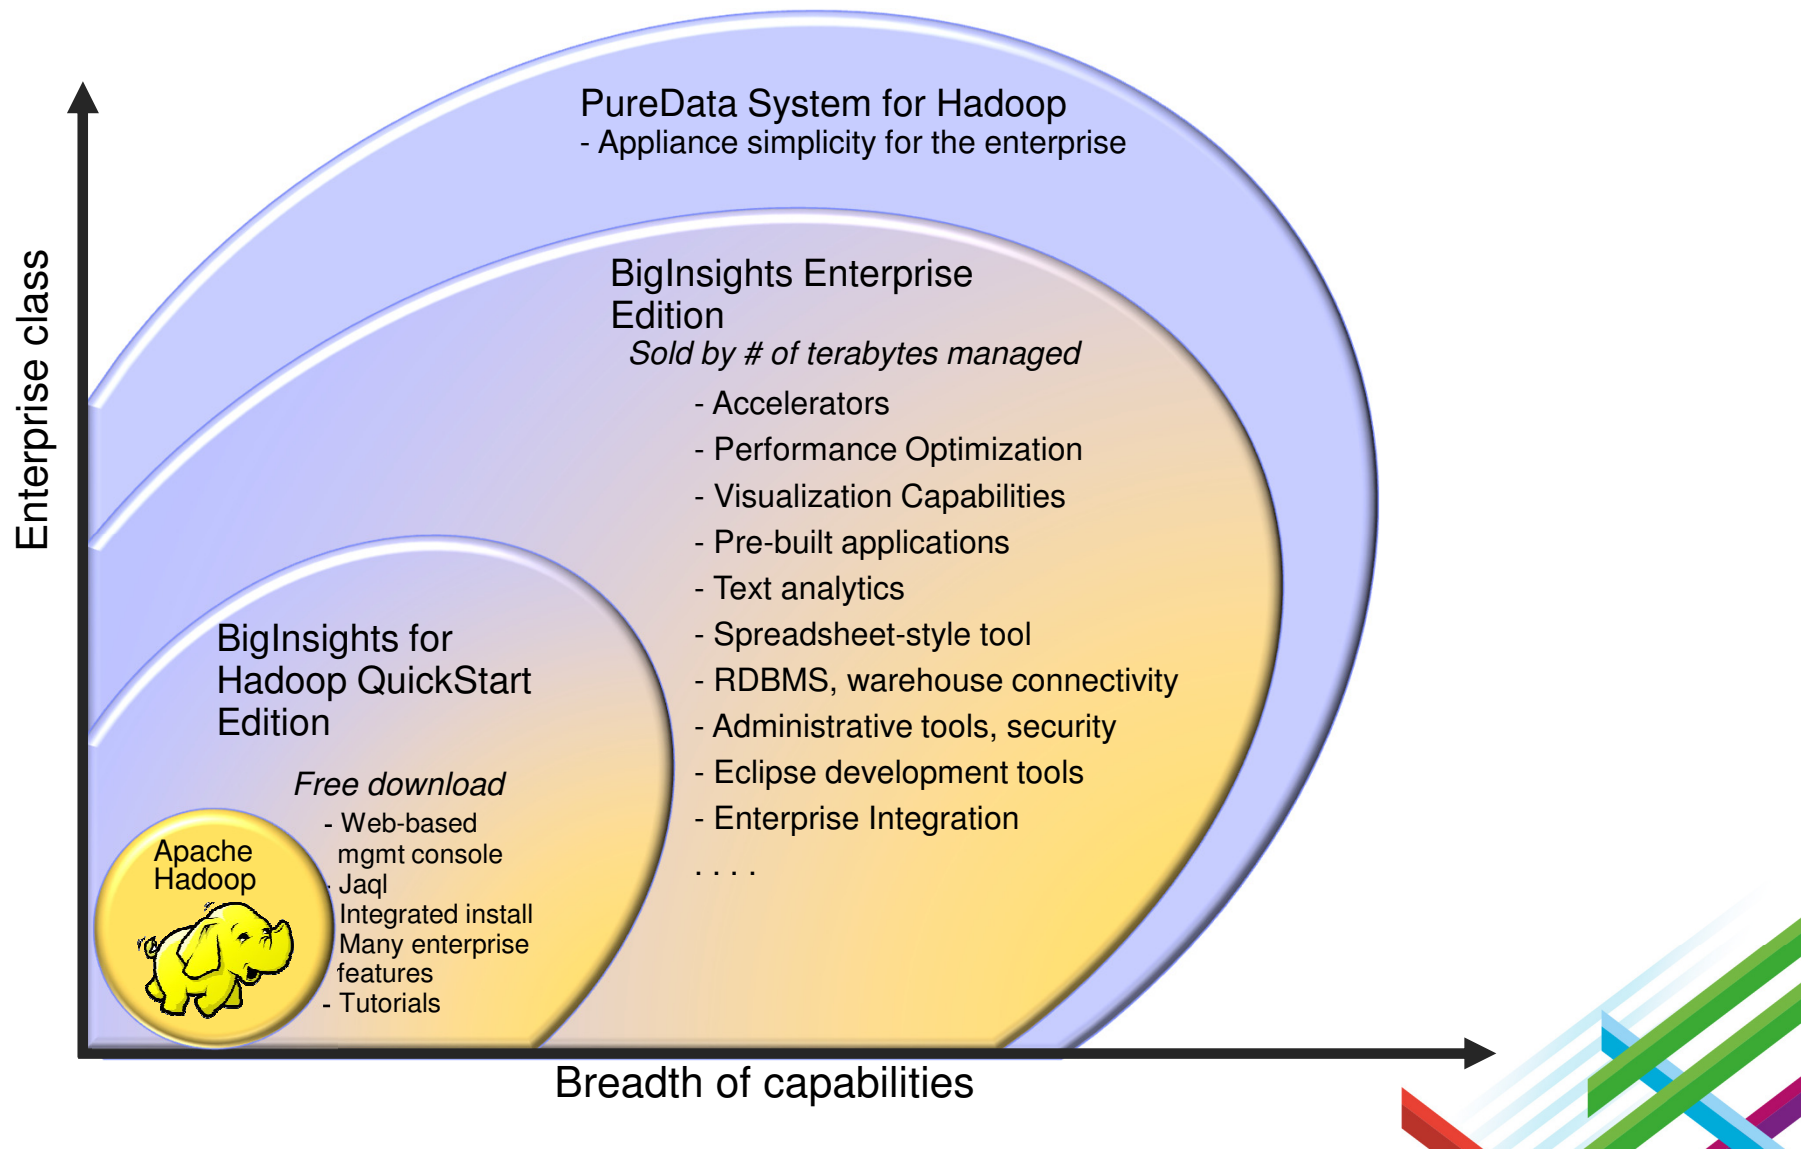 PureData System for Hadoop
- Appliance simplicity for the enterprise
BigInsights Enterprise
Edition
Sold by # of terabytes managed
- Accelerators
- Performance Optimization
- Visualization Capabilities
- Pre-built applications
- Text analytics
- Spreadsheet-style tool
- RDBMS, warehouse connectivity
- Administrative tools, security
- Eclipse development tools
- Enterprise Integration
. . . .
BigInsights for
Hadoop QuickStart
Edition
Free download
- Web-based
mgmt console
- Jaql
Integrated install
Many enterprise
features
- Tutorials
Apache
Hadoop
Enterprise class
Breadth of capabilities